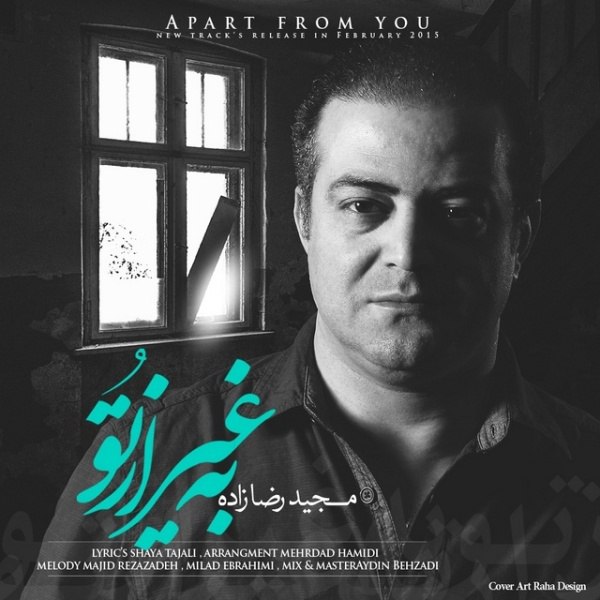 APART FROM YOU
NEW TRACK'S RELEASE IN FEBRUARY 2015
به غیر از تو
مجید رضازاده
LYRIC'S SHAYA TAJALI , ARRANGMENT MEHRDAD HAMIDI
MELODY MAJID REZAZADEH , MILAD EBRAHIMI , MIX & MASTERAYDIN BEHZADI
Cover Art Raha Design